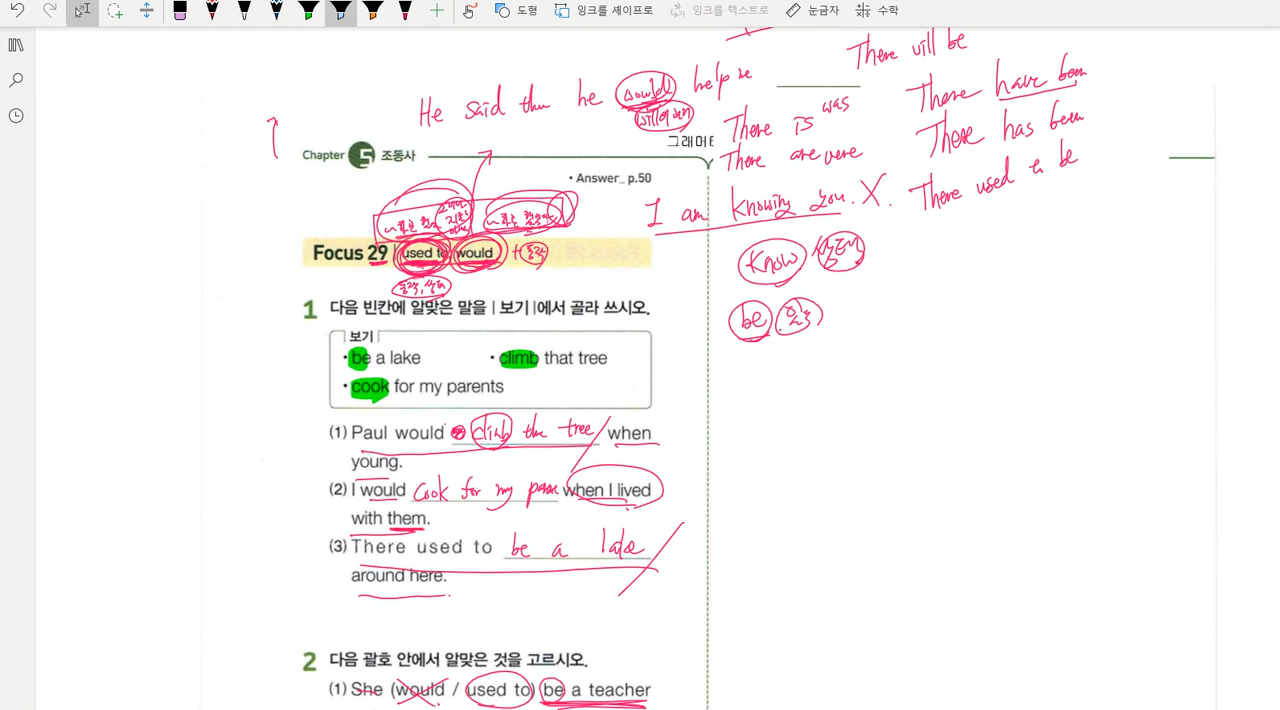 도형 잉크를 셰이프로 잉크를 텍스트로 눈금자 수학
There will be
He said he would help
There have been
There is was
There has been
그래머
Chapter 5 조동사
There are were
• Answer_ p.50
There used to be
I am knowing you. X.
Focus 29 | used to, would + 동작
동작, 상태
know 상태
be
1 다음 빈칸에 알맞은 말을 | 보기 |에서 골라 쓰시오.
| 보기 |
• be a lake • climb that tree
• cook for my parents
(1) Paul would climb the tree / when
young.
(2) I would cook for my when I lived
with them.
(3) There used to be a lake
around here.
2 다음 괄호 안에서 알맞은 것을 고르시오.
(1) She (would / used to) be a teacher